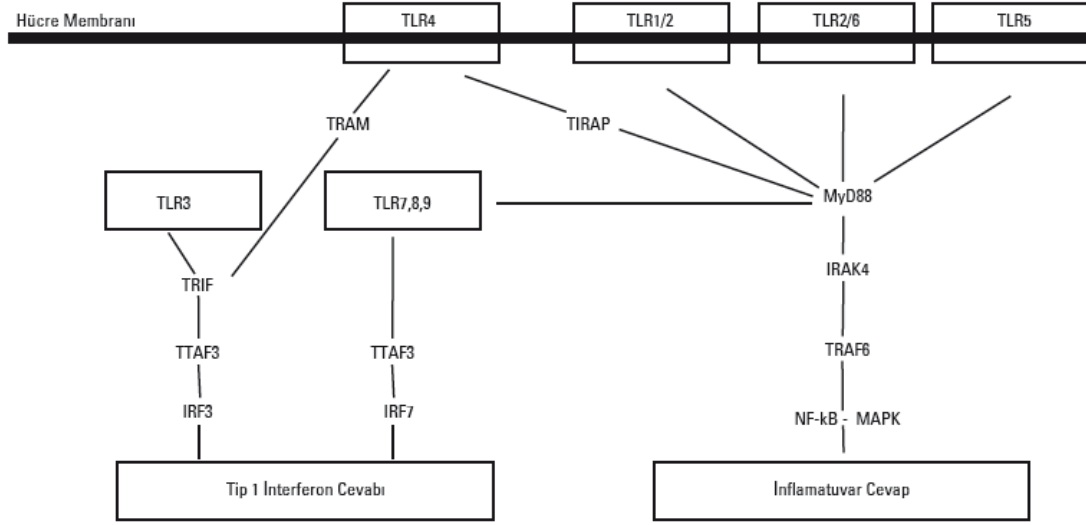 Hücre Membranı
TLR4
TLR1/2
TLR2/6
TLR5
TRAM
TIRAP
TLR3
TLR7,8,9
MyD88
TRIF
IRAK4
TTAF3
TTAF3
TRAF6
IRF3
IRF7
NF-kB - MAPK
Tip 1 İnterferon Cevabı
İnflamatuvar Cevap